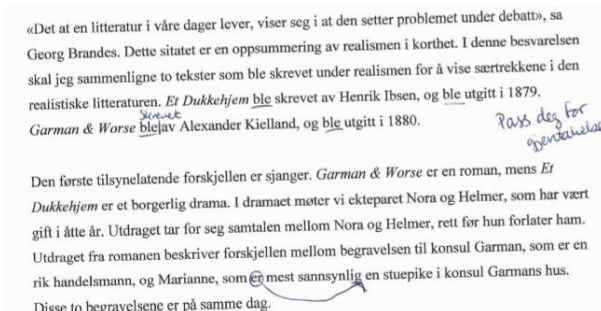 «Det at en litteratur i våre dager lever, viser seg i at den setter problemet under debatt», sa
Georg Brandes. Dette sitatet er en oppsummering av realismen i korthet. I denne besvarelsen
skal jeg sammenligne to tekster som ble skrevet under realismen for å vise særtrekkene i den
realistiske litteraturen. Et Dukkehjem ble skrevet av Henrik Ibsen, og ble utgitt i 1879.
skrevet
Garman & Worse ble av Alexander Kielland, og ble utgitt i 1880.
Pass deg for
gjentakelse
Den første tilsynelatende forskjellen er sjanger. Garman & Worse er en roman, mens Et
Dukkehjem er et borgerlig drama. I dramaet møter vi ekteparet Nora og Helmer, som har vært
gift i åtte år. Utdraget tar for seg samtalen mellom Nora og Helmer, rett før hun forlater ham.
Utdraget fra romanen beskriver forskjellen mellom begravelsen til konsul Garman, som er en
rik handelsmann, og Marianne, som er mest sannsynlig en stuepike i konsul Garmans hus.
Disse to begravelsene er på samme dag.